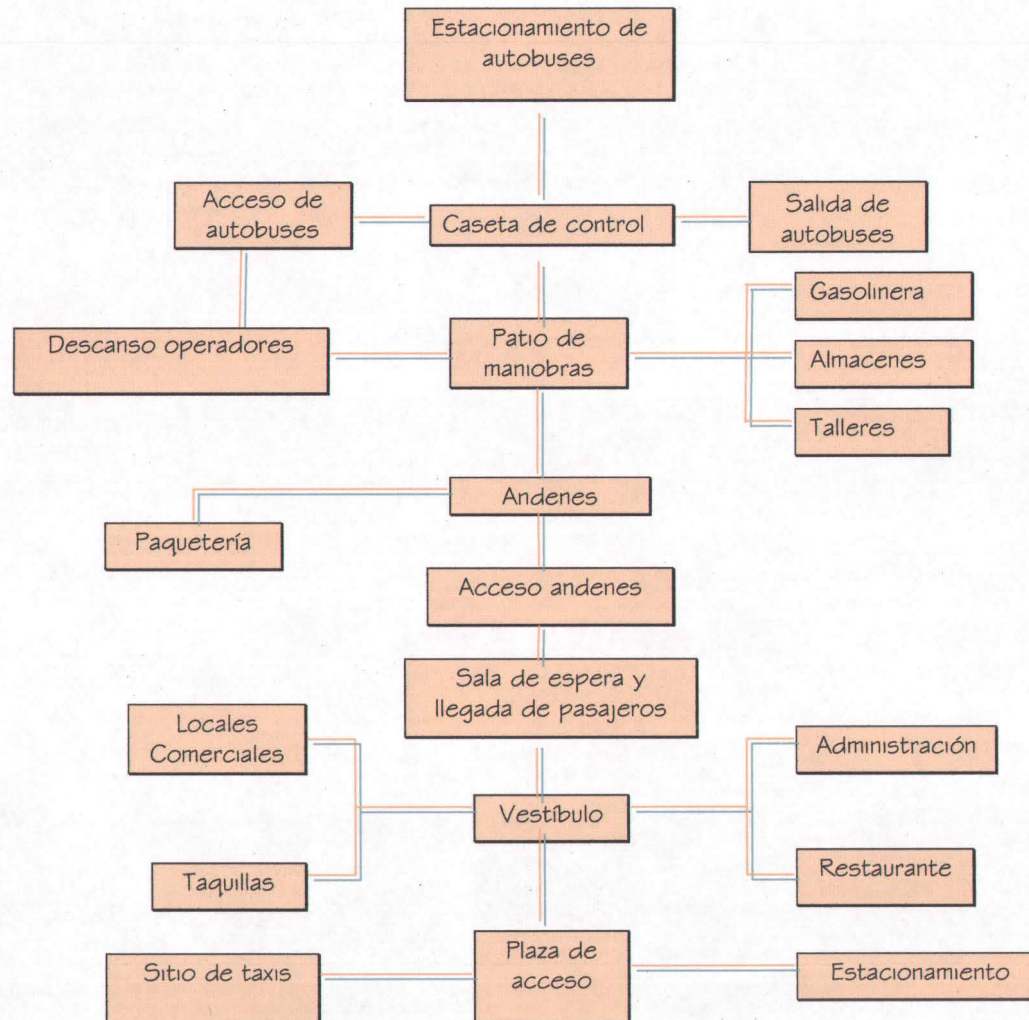 Estacionamiento de
autobuses
Acceso de
autobuses
Caseta de control
Salida de
autobuses
Gasolinera
Descanso operadores
Patio de
maniobras
Almacenes
Talleres
Andenes
Paquetería
Acceso andenes
Sala de espera y
llegada de pasajeros
Locales
Comerciales
Administración
Vestíbulo
Taquillas
Restaurante
Plaza de
acceso
Sitio de taxis
Estacionamiento